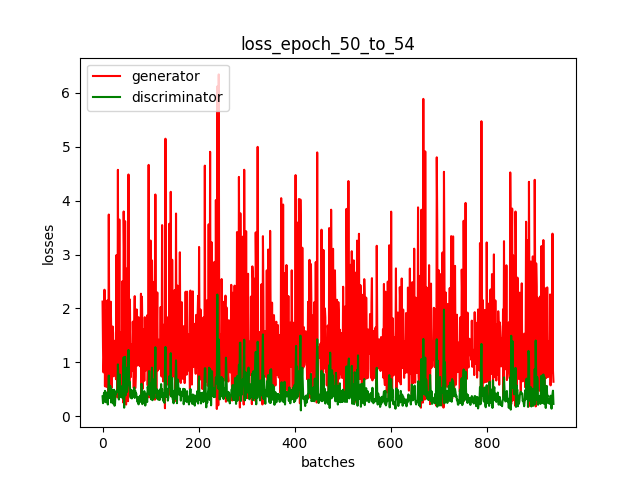 loss_epoch_50_to_54
generator
discriminator
6
5
4
3
2
1
0
losses
0 200 400 600 800
batches